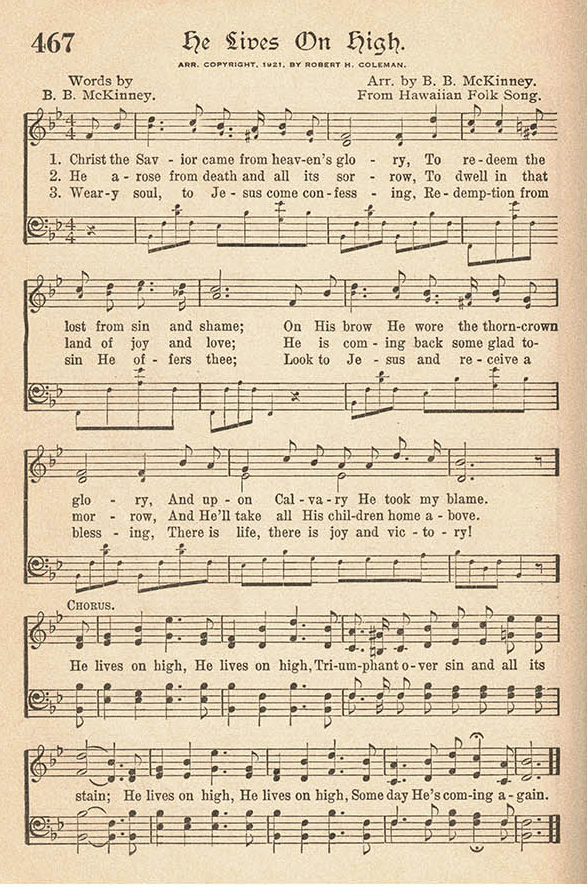 467
He Lives On High.
ARR. COPYRIGHT, 1921, BY ROBERT H. COLEMAN.
Words by
B. B. McKinney.
Arr. by B. B. McKinney.
From Hawaiian Folk Song.
1. Christ the Sav - ior came from heav-en's glo - ry, To re-deem the
2. He a-rose from death and all its sor - row, To dwell in that
3. Wear-y soul, to Je-sus come con-fess - ing, Re-demp-tion from
lost from sin and shame; On His brow He wore the thorn-crown
land of joy and love; He is com-ing back some glad to-
sin He of-fers thee; Look to Je-sus and re-ceive a
glo - ry, And up-on Cal-va-ry He took my blame.
mor - row, And He'll take all His chil-dren home a-bove.
bless - ing, There is life, there is joy and vic-to-ry!
CHORUS.
He lives on high, He lives on high, Tri-um-phant o-ver sin and all its
stain; He lives on high, He lives on high, Some day He's com-ing a-gain.